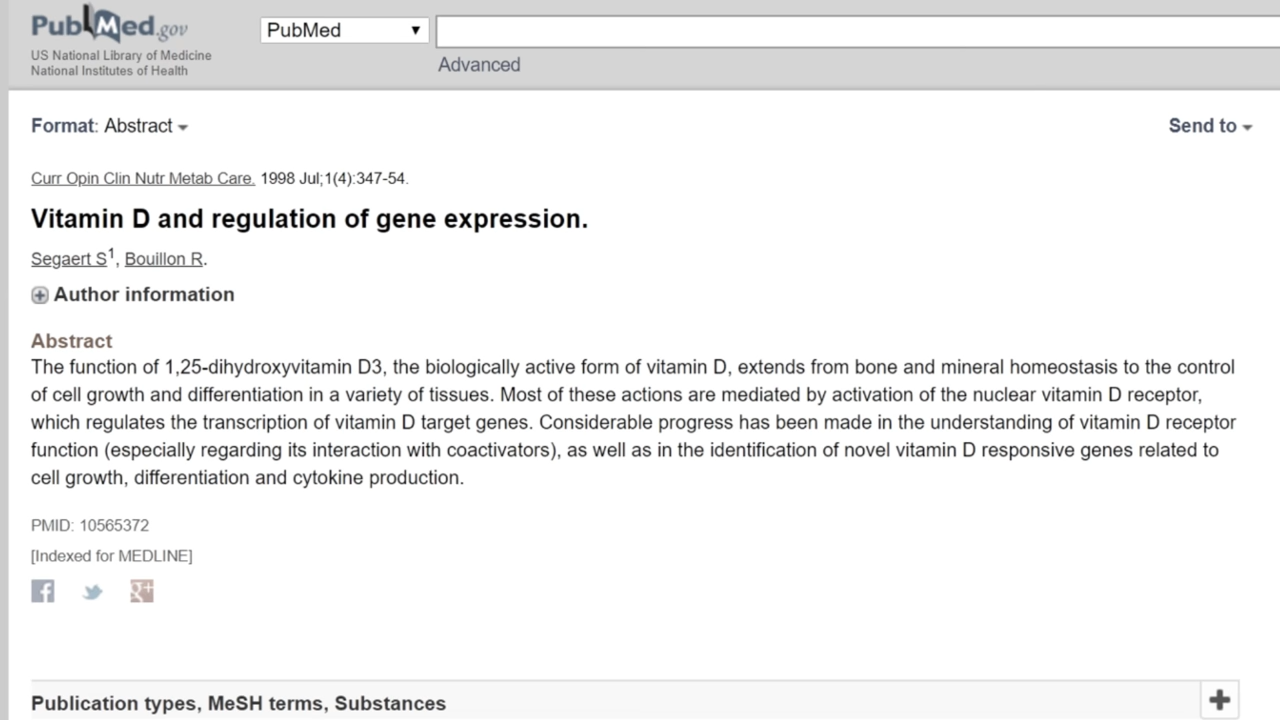 PubMed.gov
US National Library of Medicine
National Institutes of Health
PubMed
Advanced
Format: Abstract
Send to
Curr Opin Clin Nutr Metab Care. 1998 Jul;1(4):347-54.
Vitamin D and regulation of gene expression.
Segaert S1, Bouillon R.
Author information
Abstract
The function of 1,25-dihydroxyvitamin D3, the biologically active form of vitamin D, extends from bone and mineral homeostasis to the control
of cell growth and differentiation in a variety of tissues. Most of these actions are mediated by activation of the nuclear vitamin D receptor,
which regulates the transcription of vitamin D target genes. Considerable progress has been made in the understanding of vitamin D receptor
function (especially regarding its interaction with coactivators), as well as in the identification of novel vitamin D responsive genes related to
cell growth, differentiation and cytokine production.
PMID: 10565372
[Indexed for MEDLINE]
f
g+
Publication types, MeSH terms, Substances